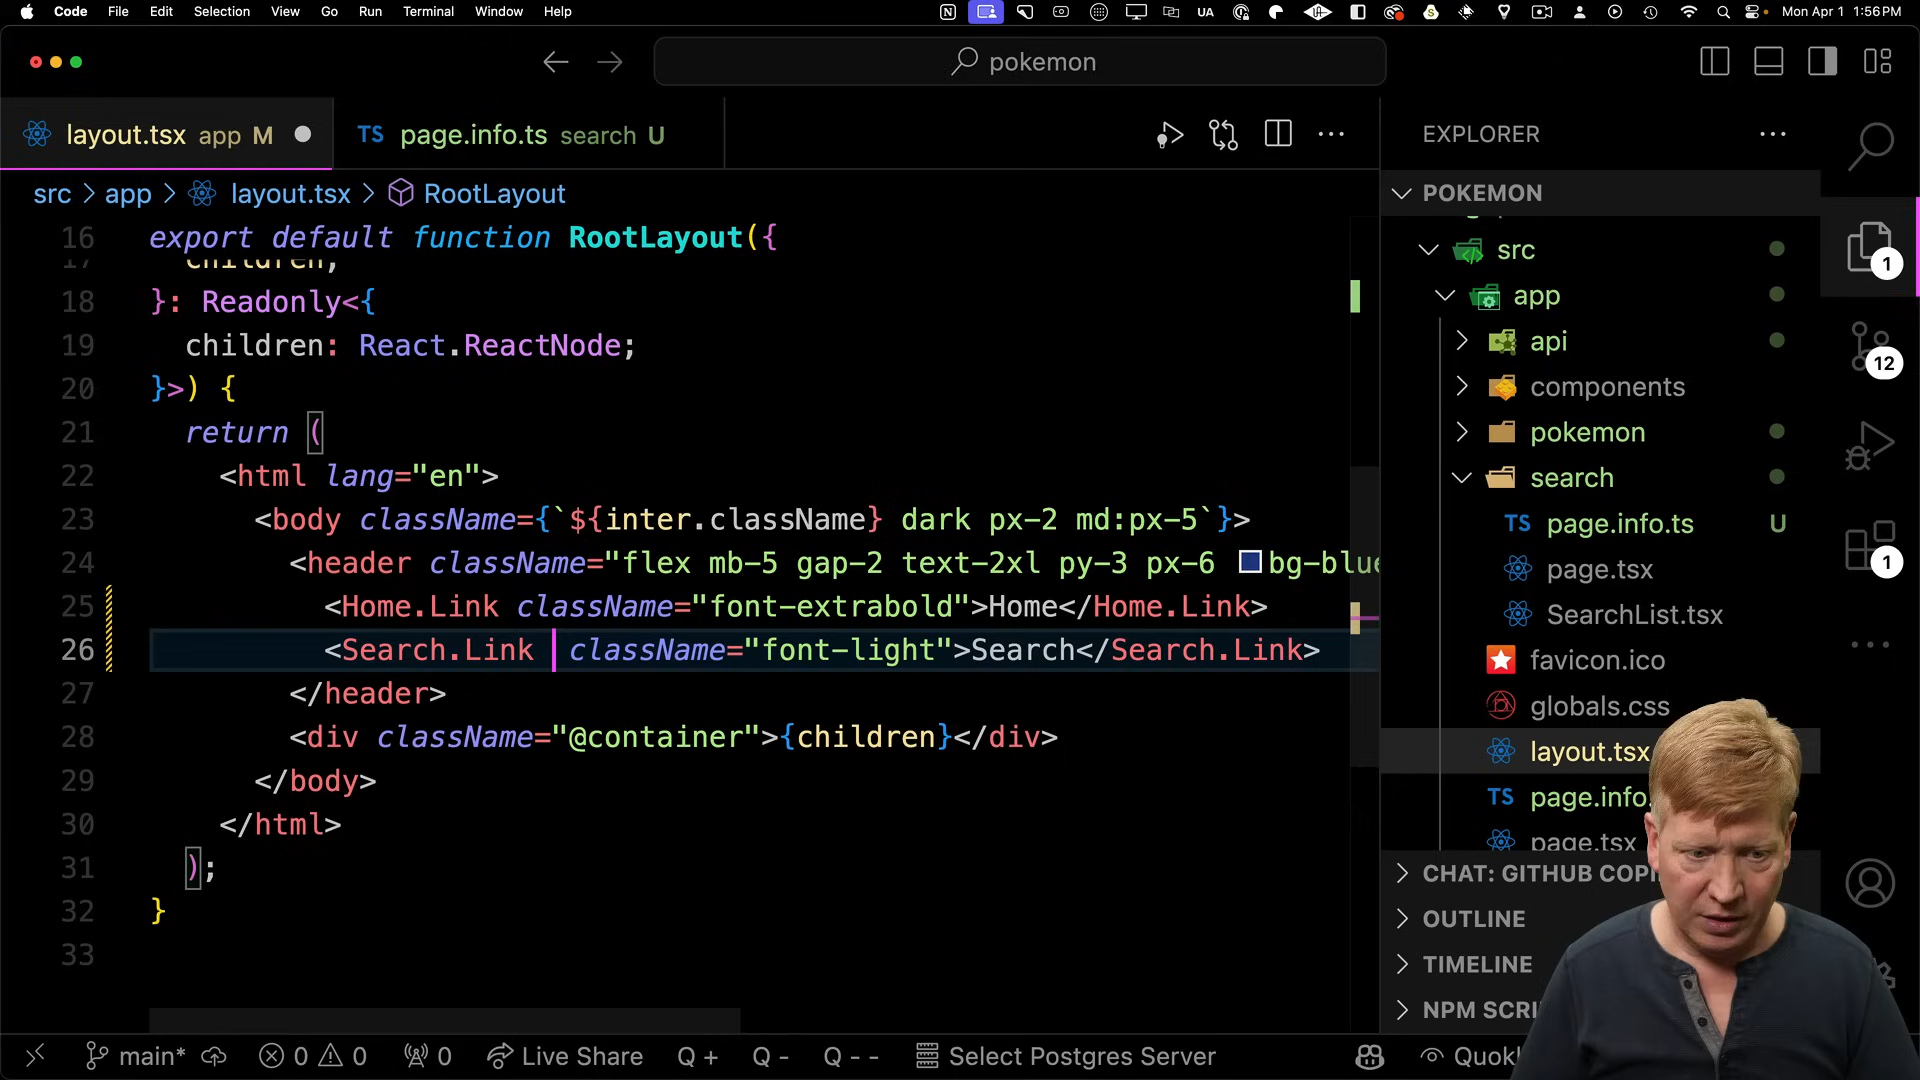 Code File Edit Selection View Go Run Terminal Window Help UA Mon Apr 1 1:56 PM
pokemon
layout.tsx app M TS page.info.ts search U
src > app > layout.tsx > RootLayout
16 export default function RootLayout({
17 children,
18 }: Readonly<{
19 children: React.ReactNode;
20 }>) {
21 return (
22 <html lang="en">
23 <body className={`${inter.className} dark px-2 md:px-5`}>
24 <header className="flex mb-5 gap-2 text-2xl py-3 px-6 bg-blue
25 <Home.Link className="font-extrabold">Home</Home.Link>
26 <Search.Link className="font-light">Search</Search.Link>
27 </header>
28 <div className="@container">{children}</div>
29 </body>
30 </html>
31 );
32 }
33
EXPLORER
POKEMON
src
app
api
components
pokemon
search
TS page.info.ts U
page.tsx
SearchList.tsx
favicon.ico
globals.css
layout.tsx
TS page.info.
page.tsx
CHAT: GITHUB COPI
OUTLINE
TIMELINE
NPM SCRI
1
12
1
main* 0 0 0 Live Share Q + Q - Q - - Select Postgres Server Quok